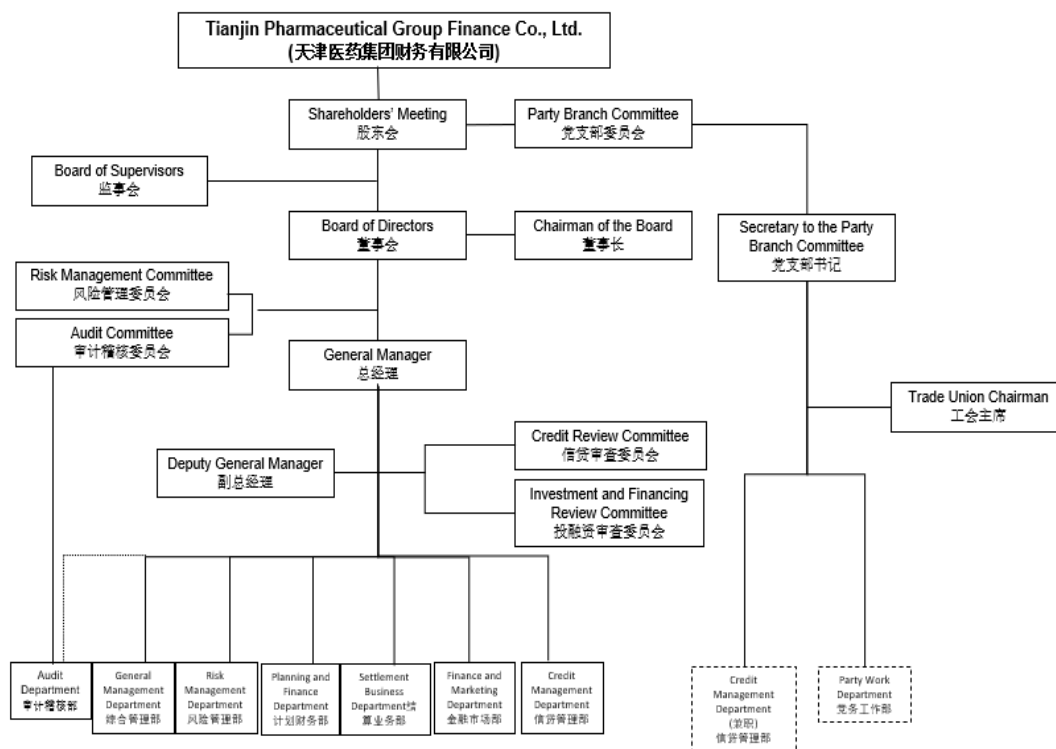 Tianjin Pharmaceutical Group Finance Co., Ltd.
(天津医药集团财务有限公司)
Shareholders' Meeting
股东会
Party Branch Committee
党支部委员会
Board of Supervisors
监事会
Board of Directors
董事会
Chairman of the Board
董事长
Secretary to the Party
Branch Committee
党支部书记
Risk Management Committee
风险管理委员会
Audit Committee
审计稽核委员会
General Manager
总经理
Trade Union Chairman
工会主席
Deputy General Manager
副总经理
Credit Review Committee
信贷审查委员会
Investment and Financing
Review Committee
投融资审查委员会
Audit
Department
审计稽核部
General
Management
Department
综合管理部
Risk
Management
Department
风险管理部
Planning and
Finance
Department
计划财务部
Settlement
Business
Department结
算业务部
Finance and
Marketing
Department
金融市场部
Credit
Management
Department
信贷管理部
Credit
Management
Department
(兼职)
信贷管理部
Party Work
Department
党务工作部